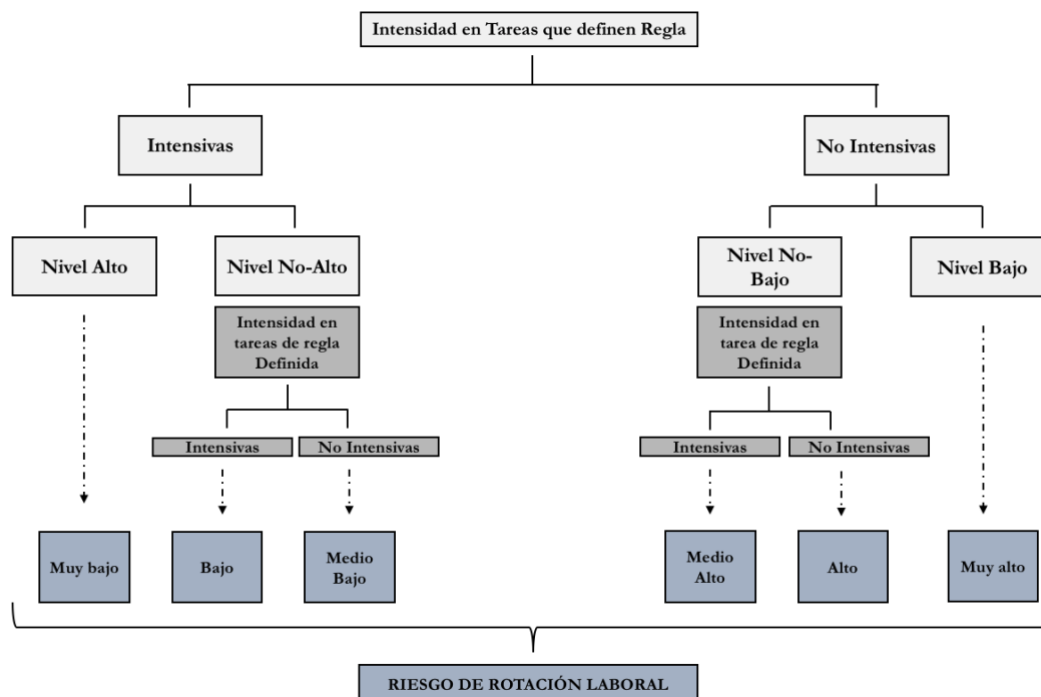 Intensidad en Tareas que definen Regla
Intensivas
No Intensivas
Nivel Alto
Nivel No-Alto
Nivel No-
Bajo
Nivel Bajo
Intensidad en
tareas de regla
Definida
Intensidad en
tarea de regla
Definida
Intensivas
No Intensivas
Intensivas
No Intensivas
Muy bajo
Bajo
Medio
Bajo
Medio
Alto
Alto
Muy alto
RIESGO DE ROTACIÓN LABORAL